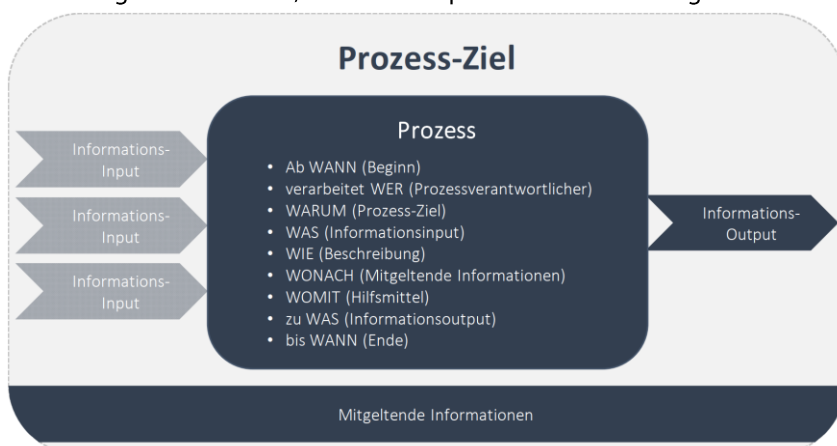 Prozess-Ziel
Informations-
Input
Informations-
Input
Informations-
Input
Prozess
• Ab WANN (Beginn)
• verarbeitet WER (Prozessverantwortlicher)
• WARUM (Prozess-Ziel)
• WAS (Informationsinput)
• WIE (Beschreibung)
• WONACH (Mitgeltende Informationen)
• WOMIT (Hilfsmittel)
• zu WAS (Informationsoutput)
• bis WANN (Ende)
Informations-
Output
Mitgeltende Informationen